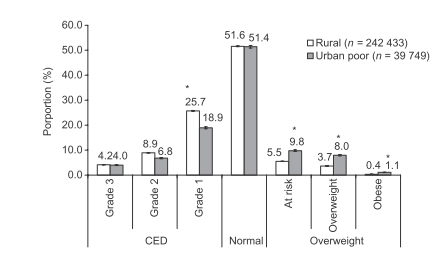 60.0
50.0
40.0
30.0
20.0
10.0
0.0
Porportion (%)
51.6 51.4
Rural (n = 242 433)
Urban poor (n = 39 749)
*
25.7
18.9
8.9
6.8
4.2 4.0
*
9.8
5.5
*
8.0
3.7
*
0.4 1.1
Grade 3
Grade 2
Grade 1
At risk
Overweight
Obese
CED
Normal
Overweight